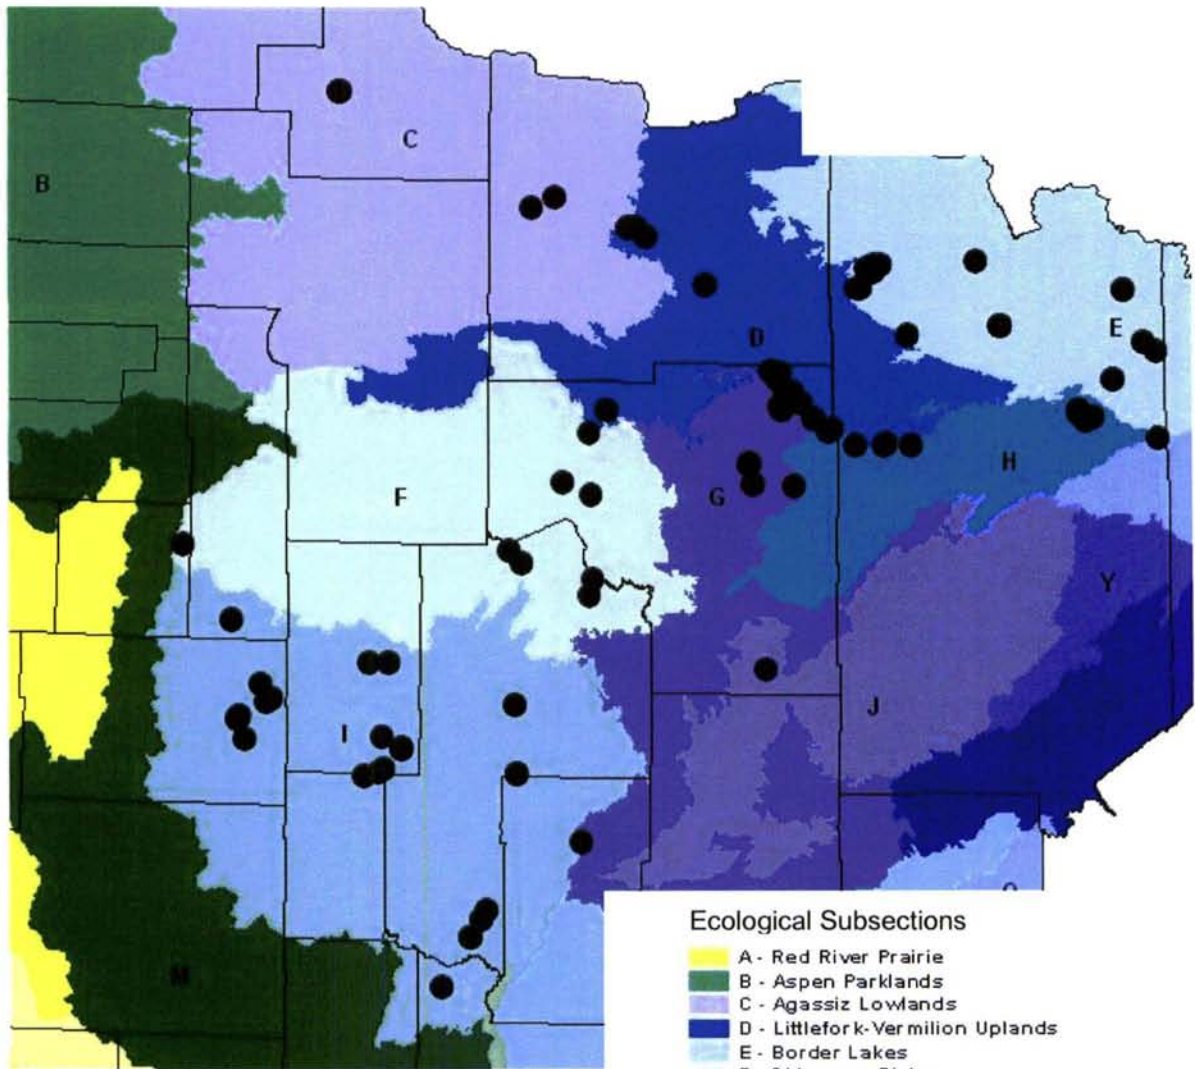 C
B
D
E
H
F
G
Y
J
I
M
Ecological Subsections
A - Red River Prairie
B - Aspen Parklands
C - Agassiz Lowlands
D - Littlefork-Vermilion Uplands
E - Border Lakes